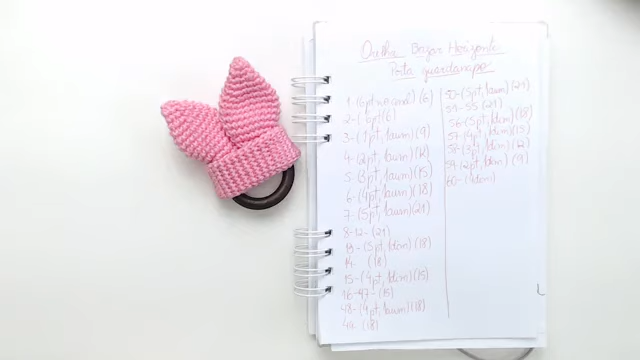 Orelha Bazar Horizonte
Porta guardanapo
1-(6pt no anel) (6)
2-(6pt)(6)
3-(1pt, 1aum)(9)
4-(2pt, 1aum)(12)
5-(3pt, 1aum)(15)
6-(4pt, 1aum)(18)
7-(5pt, 1aum)(21)
8-12-(21)
13-(5pt, 1dim)(18)
14- (18)
15-(4pt, 1dim)(15)
16-47-(15)
48-(4pt, 1aum)(18)
49-(18)
50-(5pt, 1aum)(21)
51-55 (21)
56-(5pt, 1dim)(18)
57-(4pt, 1dim)(15)
58-(3pt, 1dim)(12)
59-(2pt, 1dim)(9)
60-(1dim)